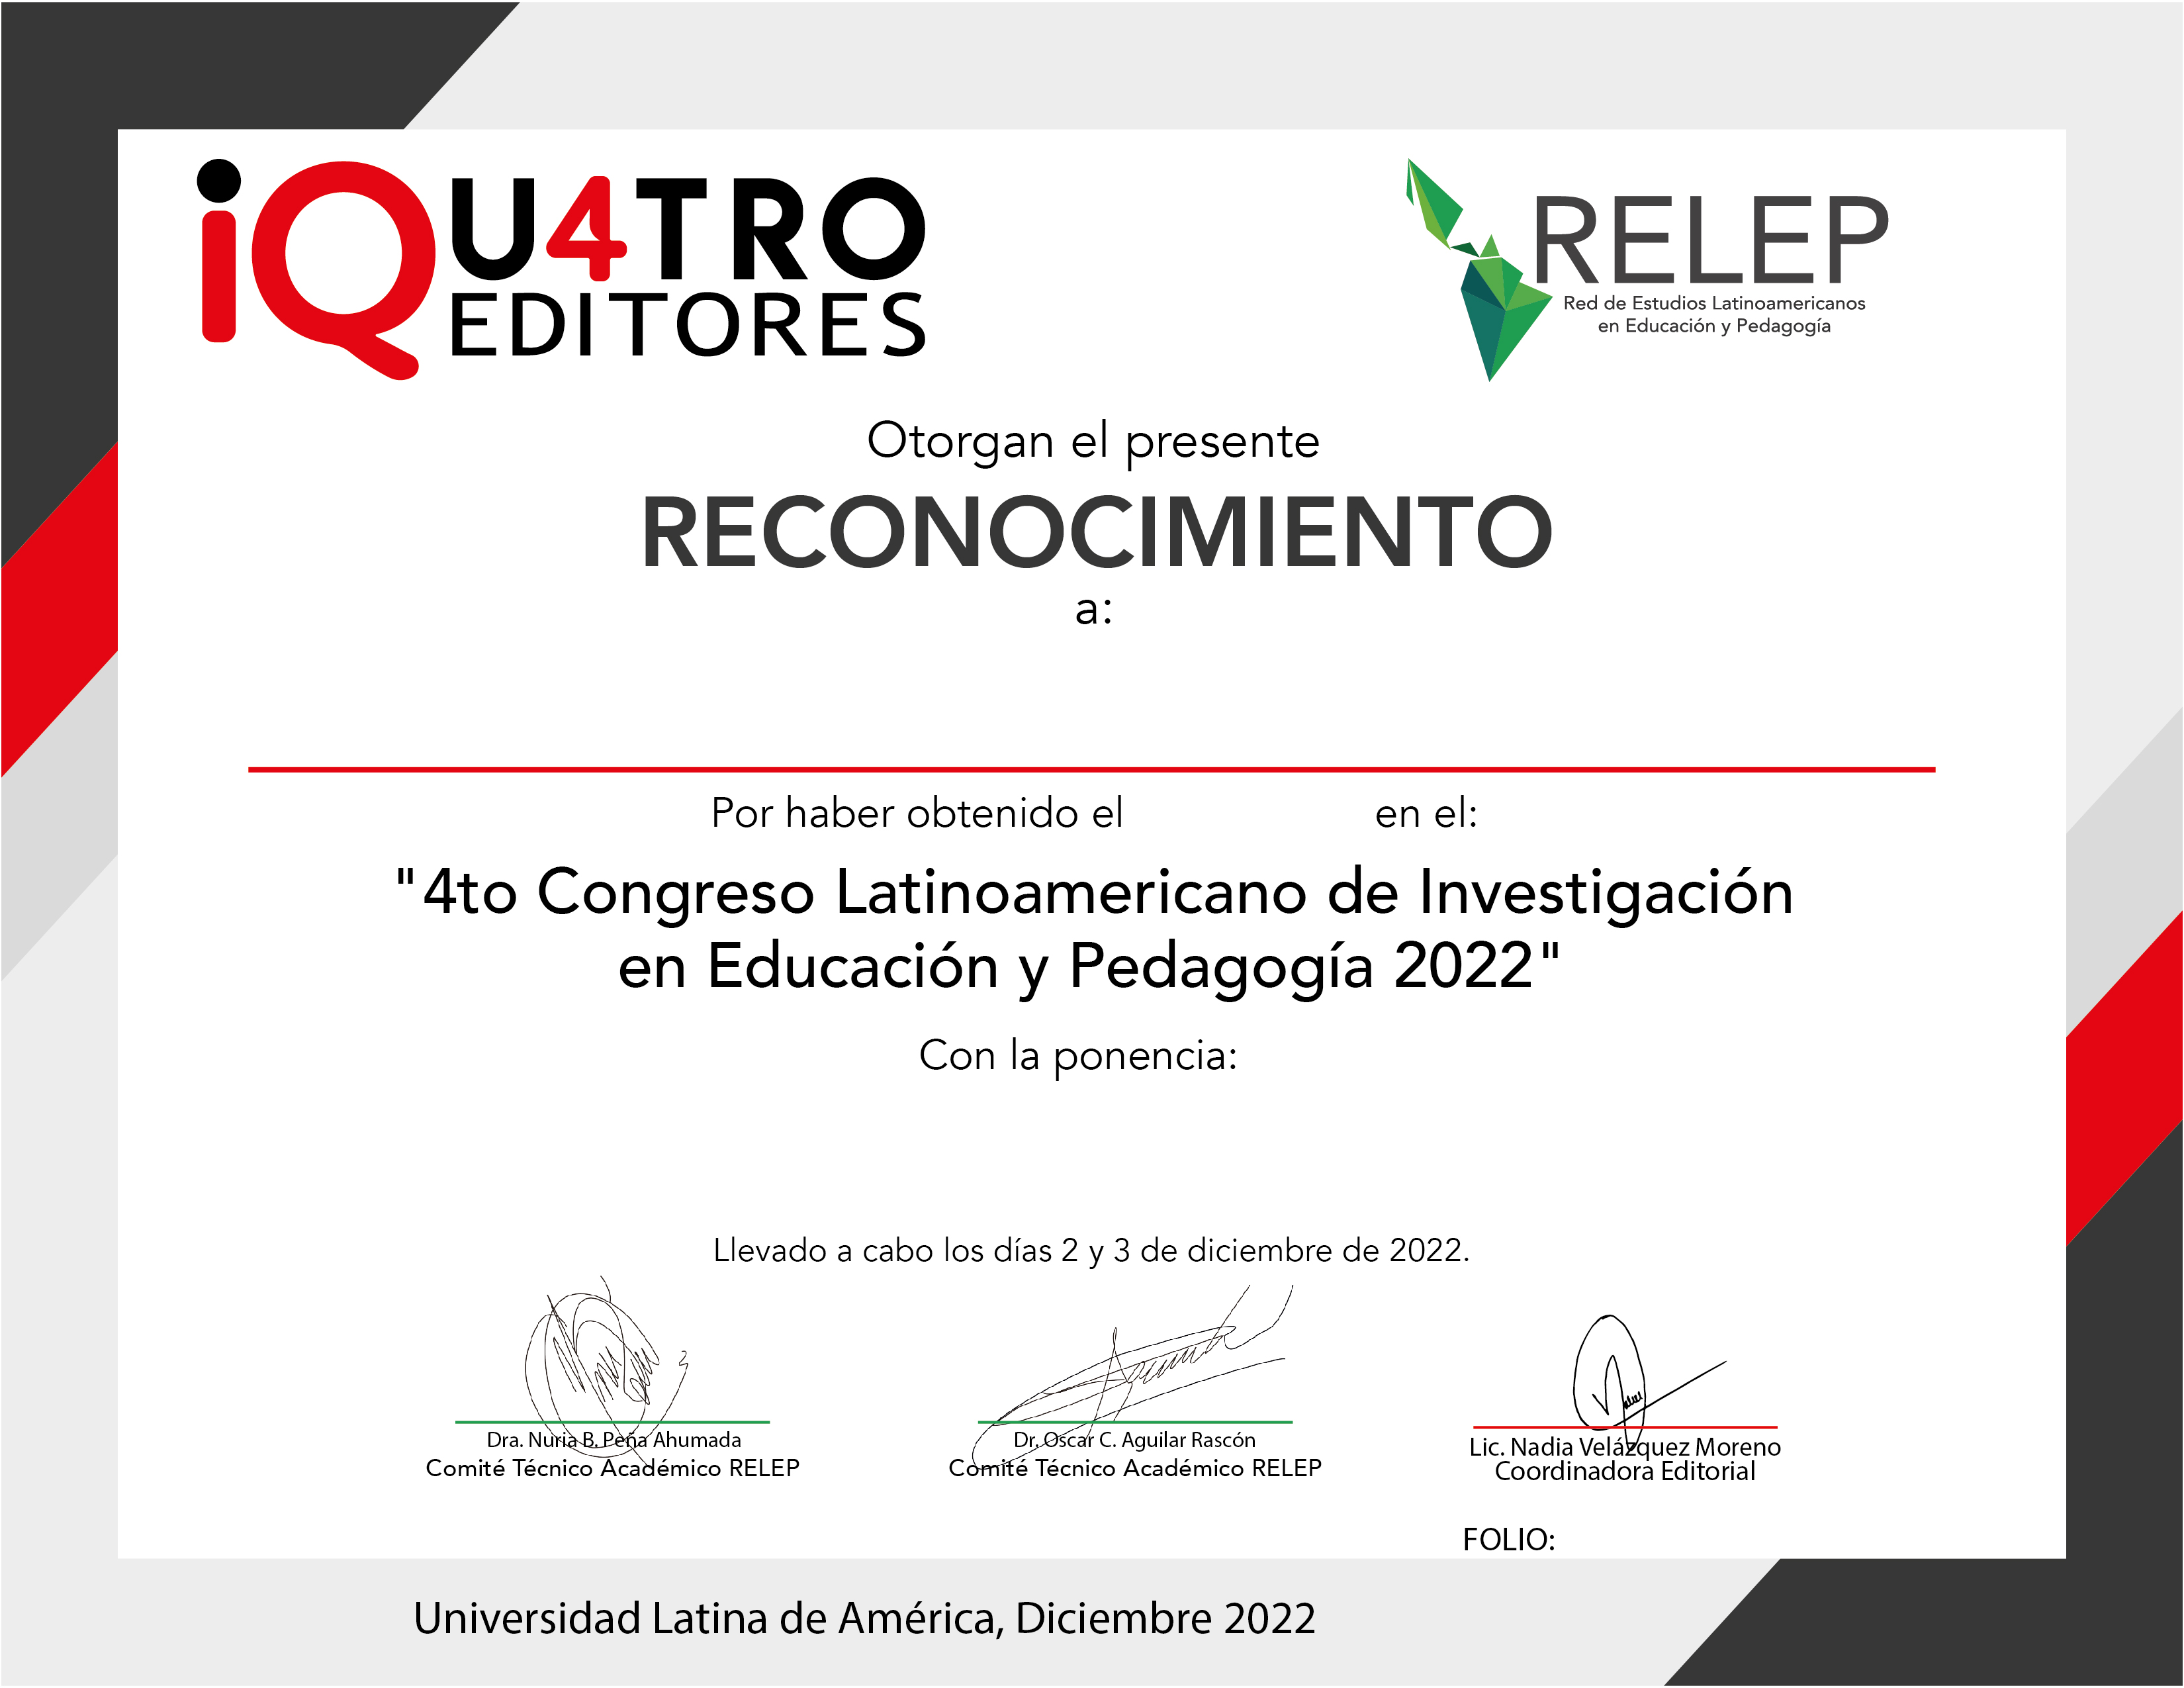 iQU4TRO
EDITORES
RELEP
Red de Estudios Latinoamericanos
en Educación y Pedagogía
Otorgan el presente
RECONOCIMIENTO
a:
Por haber obtenido el en el:
"4to Congreso Latinoamericano de Investigación
en Educación y Pedagogía 2022"
Con la ponencia:
Llevado a cabo los días 2 y 3 de diciembre de 2022.
Dra. Nuria B. Peña Ahumada
Comité Técnico Académico RELEP
Dr. Oscar C. Aguilar Rascón
Comité Técnico Académico RELEP
Lic. Nadia Velázquez Moreno
Coordinadora Editorial
FOLIO:
Universidad Latina de América, Diciembre 2022